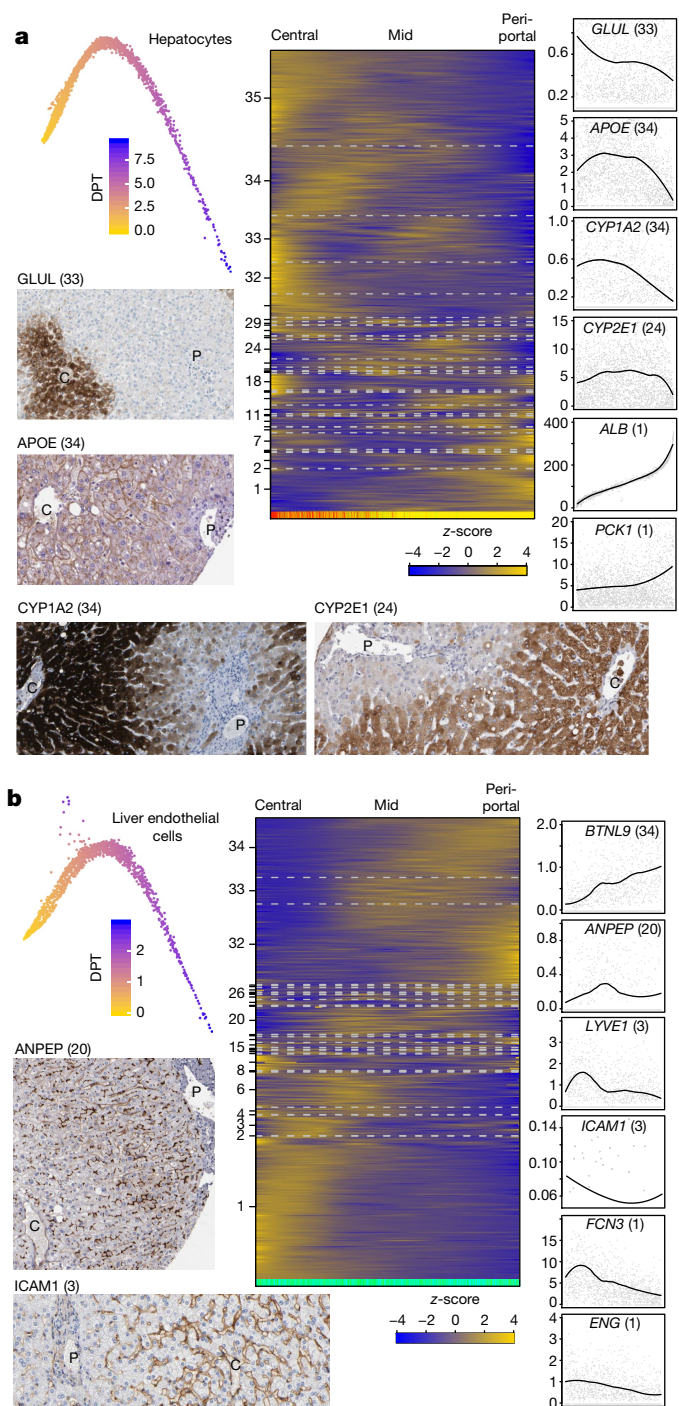 a
Hepatocytes
DPT
7.5
5.0
2.5
0.0
Central Mid Peri-
portal
35
34
33
32
29
24
18
11
7
2
1
z-score
−4 −2 0 2 4
GLUL (33)
0.6
0.2
APOE (34)
5
4
3
2
1
0
CYP1A2 (34)
1.0
0.6
0.2
CYP2E1 (24)
15
10
5
0
ALB (1)
400
200
0
PCK1 (1)
20
15
10
5
0
GLUL (33)
P
C
APOE (34)
C
P
CYP1A2 (34)
C
P
CYP2E1 (24)
P
C
b
Liver endothelial
cells
DPT
2
1
0
Central Mid Peri-
portal
34
33
32
26
20
15
8
6
4
3
2
1
z-score
−4 −2 0 2 4
BTNL9 (34)
2.0
1.0
0.0
ANPEP (20)
0.8
0.4
0
LYVE1 (3)
3
2
1
0
ICAM1 (3)
0.14
0.10
0.06
FCN3 (1)
15
10
5
0
ENG (1)
4
3
2
1
0
ANPEP (20)
P
C
ICAM1 (3)
P
C